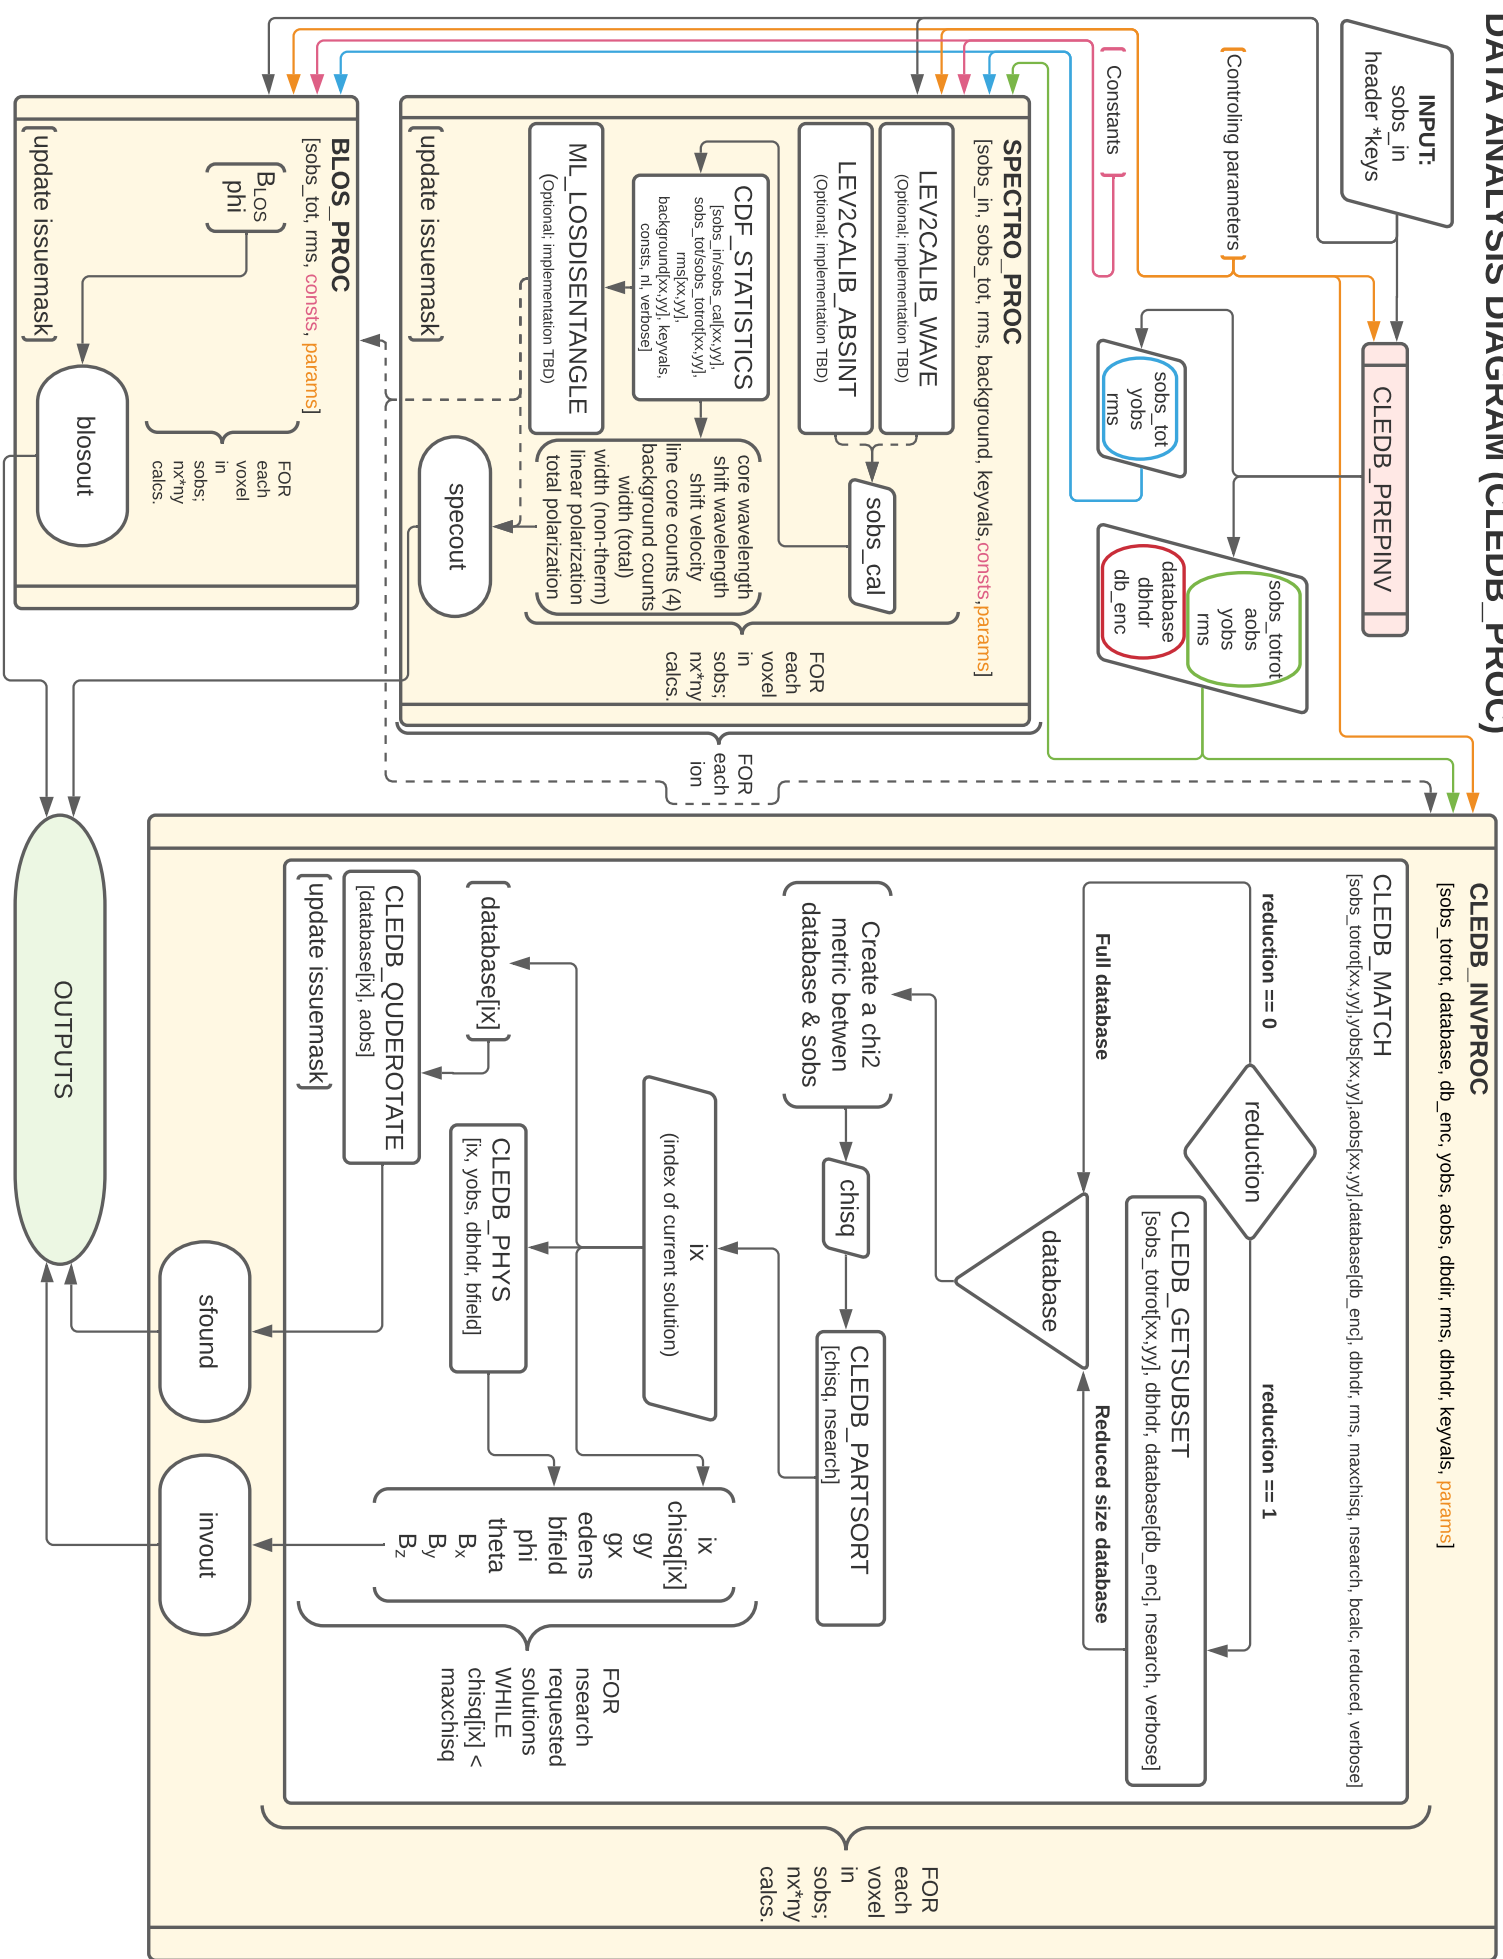 DATA ANALYSIS DIAGRAM (CLEDB_PROC)
INPUT:
sobs_in
header *keys
[Controling parameters]
[Constants]
CLEDB_PREPINV
sobs_tot
yobs
rms
sobs_totrot
aobs
yobs
rms
database
dbhdr
db_enc
SPECTRO_PROC
[sobs_in, sobs_tot, rms, background, keyvals,consts,params]
LEV2CALIB_WAVE
(Optional; implementation TBD)
LEV2CALIB_ABSINT
(Optional; implementation TBD)
sobs_cal
CDF_STATISTICS
[sobs_in/sobs_cal[xx,yy],
sobs_tot/sobs_totrot[xx,yy],
rms[xx,yy],
background[xx,yy], keyvals,
consts, nl, verbose]
ML_LOSDISENTANGLE
(Optional; implementation TBD)
core wavelength
shift wavelength
shift velocity
line core counts (4)
background counts
width (total)
width (non-therm)
linear polarization
total polarization
specout
[update issuemask]
FOR
each
voxel
in
sobs;
nx*ny
calcs.
FOR
each
ion
BLOS_PROC
[sobs_tot, rms, consts, params]
BLOS
phi
blosout
[update issuemask]
FOR
each
voxel
in
sobs;
nx*ny
calcs.
CLEDB_INVPROC
[sobs_totrot, database, db_enc, yobs, aobs, dbdir, rms, dbhdr, keyvals, params]
CLEDB_MATCH
[sobs_totrot[xx,yy],yobs[xx,yy],aobs[xx,yy],database[db_enc], dbhdr, rms, maxchisq, nsearch, bcalc, reduced, verbose]
reduction == 0
reduction
reduction == 1
CLEDB_GETSUBSET
[sobs_totrot[xx,yy], dbhdr, database[db_enc], nsearch, verbose]
Full database
Reduced size database
database
Create a chi2
metric betwen
database & sobs
chisq
CLEDB_PARTSORT
[chisq, nsearch]
ix
(index of current solution)
database[ix]
CLEDB_PHYS
[ix, yobs, dbhdr, bfield]
CLEDB_QUDEROTATE
[database[ix], aobs]
[update issuemask]
ix
chisq[ix]
gy
gx
edens
bfield
phi
theta
Bx
By
Bz
FOR
nsearch
requested
solutions
WHILE
chisq[ix] <
maxchisq
FOR
each
voxel
in
sobs;
nx*ny
calcs.
sfound
invout
OUTPUTS